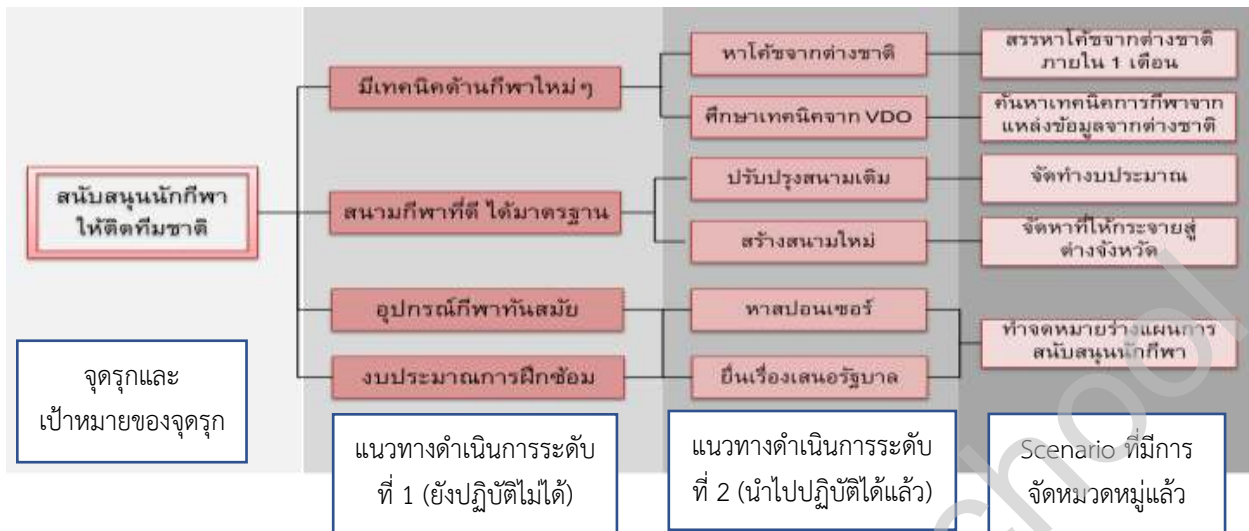 สนับสนุนนักกีฬา
ให้ติดทีมชาติ
จุดรุกและ
เป้าหมายของจุดรุก
มีเทคนิคด้านกีฬาใหม่ๆ
สนามกีฬาที่ดี ได้มาตรฐาน
อุปกรณ์กีฬาทันสมัย
งบประมาณการฝึกซ้อม
แนวทางดำเนินการระดับ
ที่ 1 (ยังปฏิบัติไม่ได้)
หาโค้ชจากต่างชาติ
ศึกษาเทคนิคจาก VDO
ปรับปรุงสนามเดิม
สร้างสนามใหม่
หาสปอนเซอร์
ยื่นเรื่องเสนอรัฐบาล
แนวทางดำเนินการระดับ
ที่ 2 (นำไปปฏิบัติได้แล้ว)
สรรหาโค้ชจากต่างชาติ
ภายใน 1 เดือน
ค้นหาเทคนิคการกีฬาจาก
แหล่งข้อมูลจากต่างชาติ
จัดทำงบประมาณ
จัดหาที่ให้กระจายสู่
ต่างจังหวัด
ทำจดหมายร่างแผนการ
สนับสนุนนักกีฬา
Scenario ที่มีการ
จัดหมวดหมู่แล้ว
chool